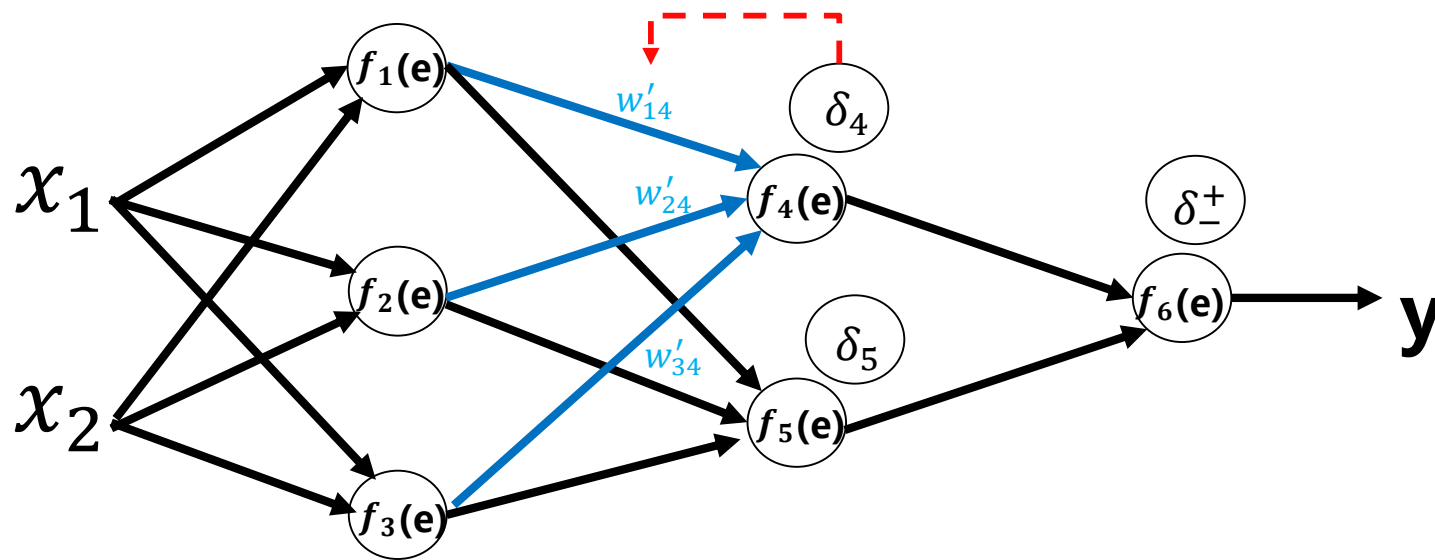 f₁(e)
w′₁₄
δ₄
x₁
w′₂₄
f₄(e)
δ₋⁺
f₂(e)
f₆(e)
y
w′₃₄
δ₅
x₂
f₅(e)
f₃(e)